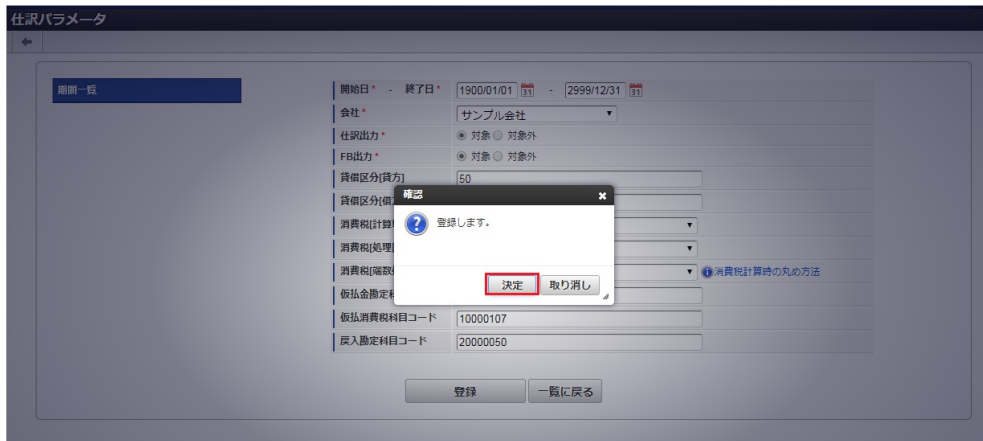 仕訳パラメータ
期間一覧
開始日* - 終了日* 1900/01/01 31 - 2999/12/31 31
会社* サンプル会社
仕訳出力* 対象 対象外
FB出力* 対象 対象外
貸借区分[貸方] 50
貸借区分[借
確認
登録します。
決定 取り消し
消費税[計算
消費税[処理
消費税[端数 消費税計算時の丸め方法
仮払金勘定
仮払消費税科目コード 10000107
戻入勘定科目コード 20000050
登録 一覧に戻る